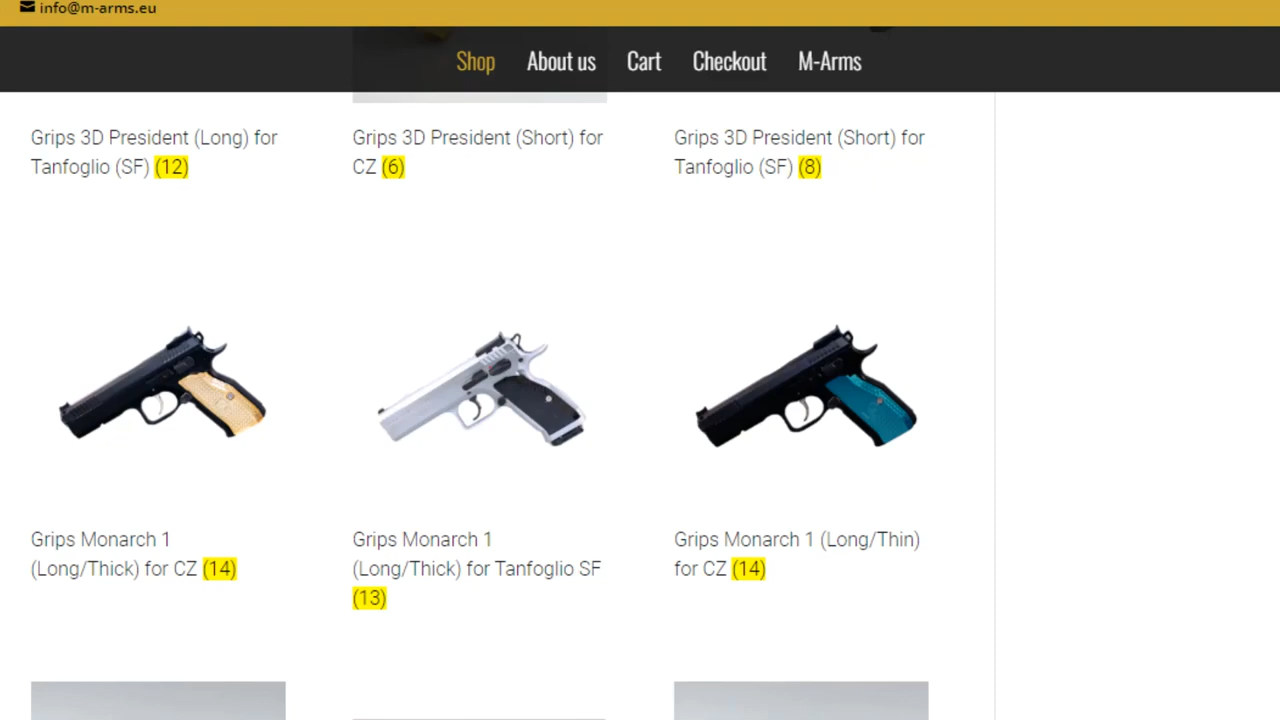 info@m-arms.eu
Shop About us Cart Checkout M-Arms
Grips 3D President (Long) for
Tanfoglio (SF) (12)
Grips 3D President (Short) for
CZ (6)
Grips 3D President (Short) for
Tanfoglio (SF) (8)
Grips Monarch 1
(Long/Thick) for CZ (14)
Grips Monarch 1
(Long/Thick) for Tanfoglio SF
(13)
Grips Monarch 1 (Long/Thin)
for CZ (14)